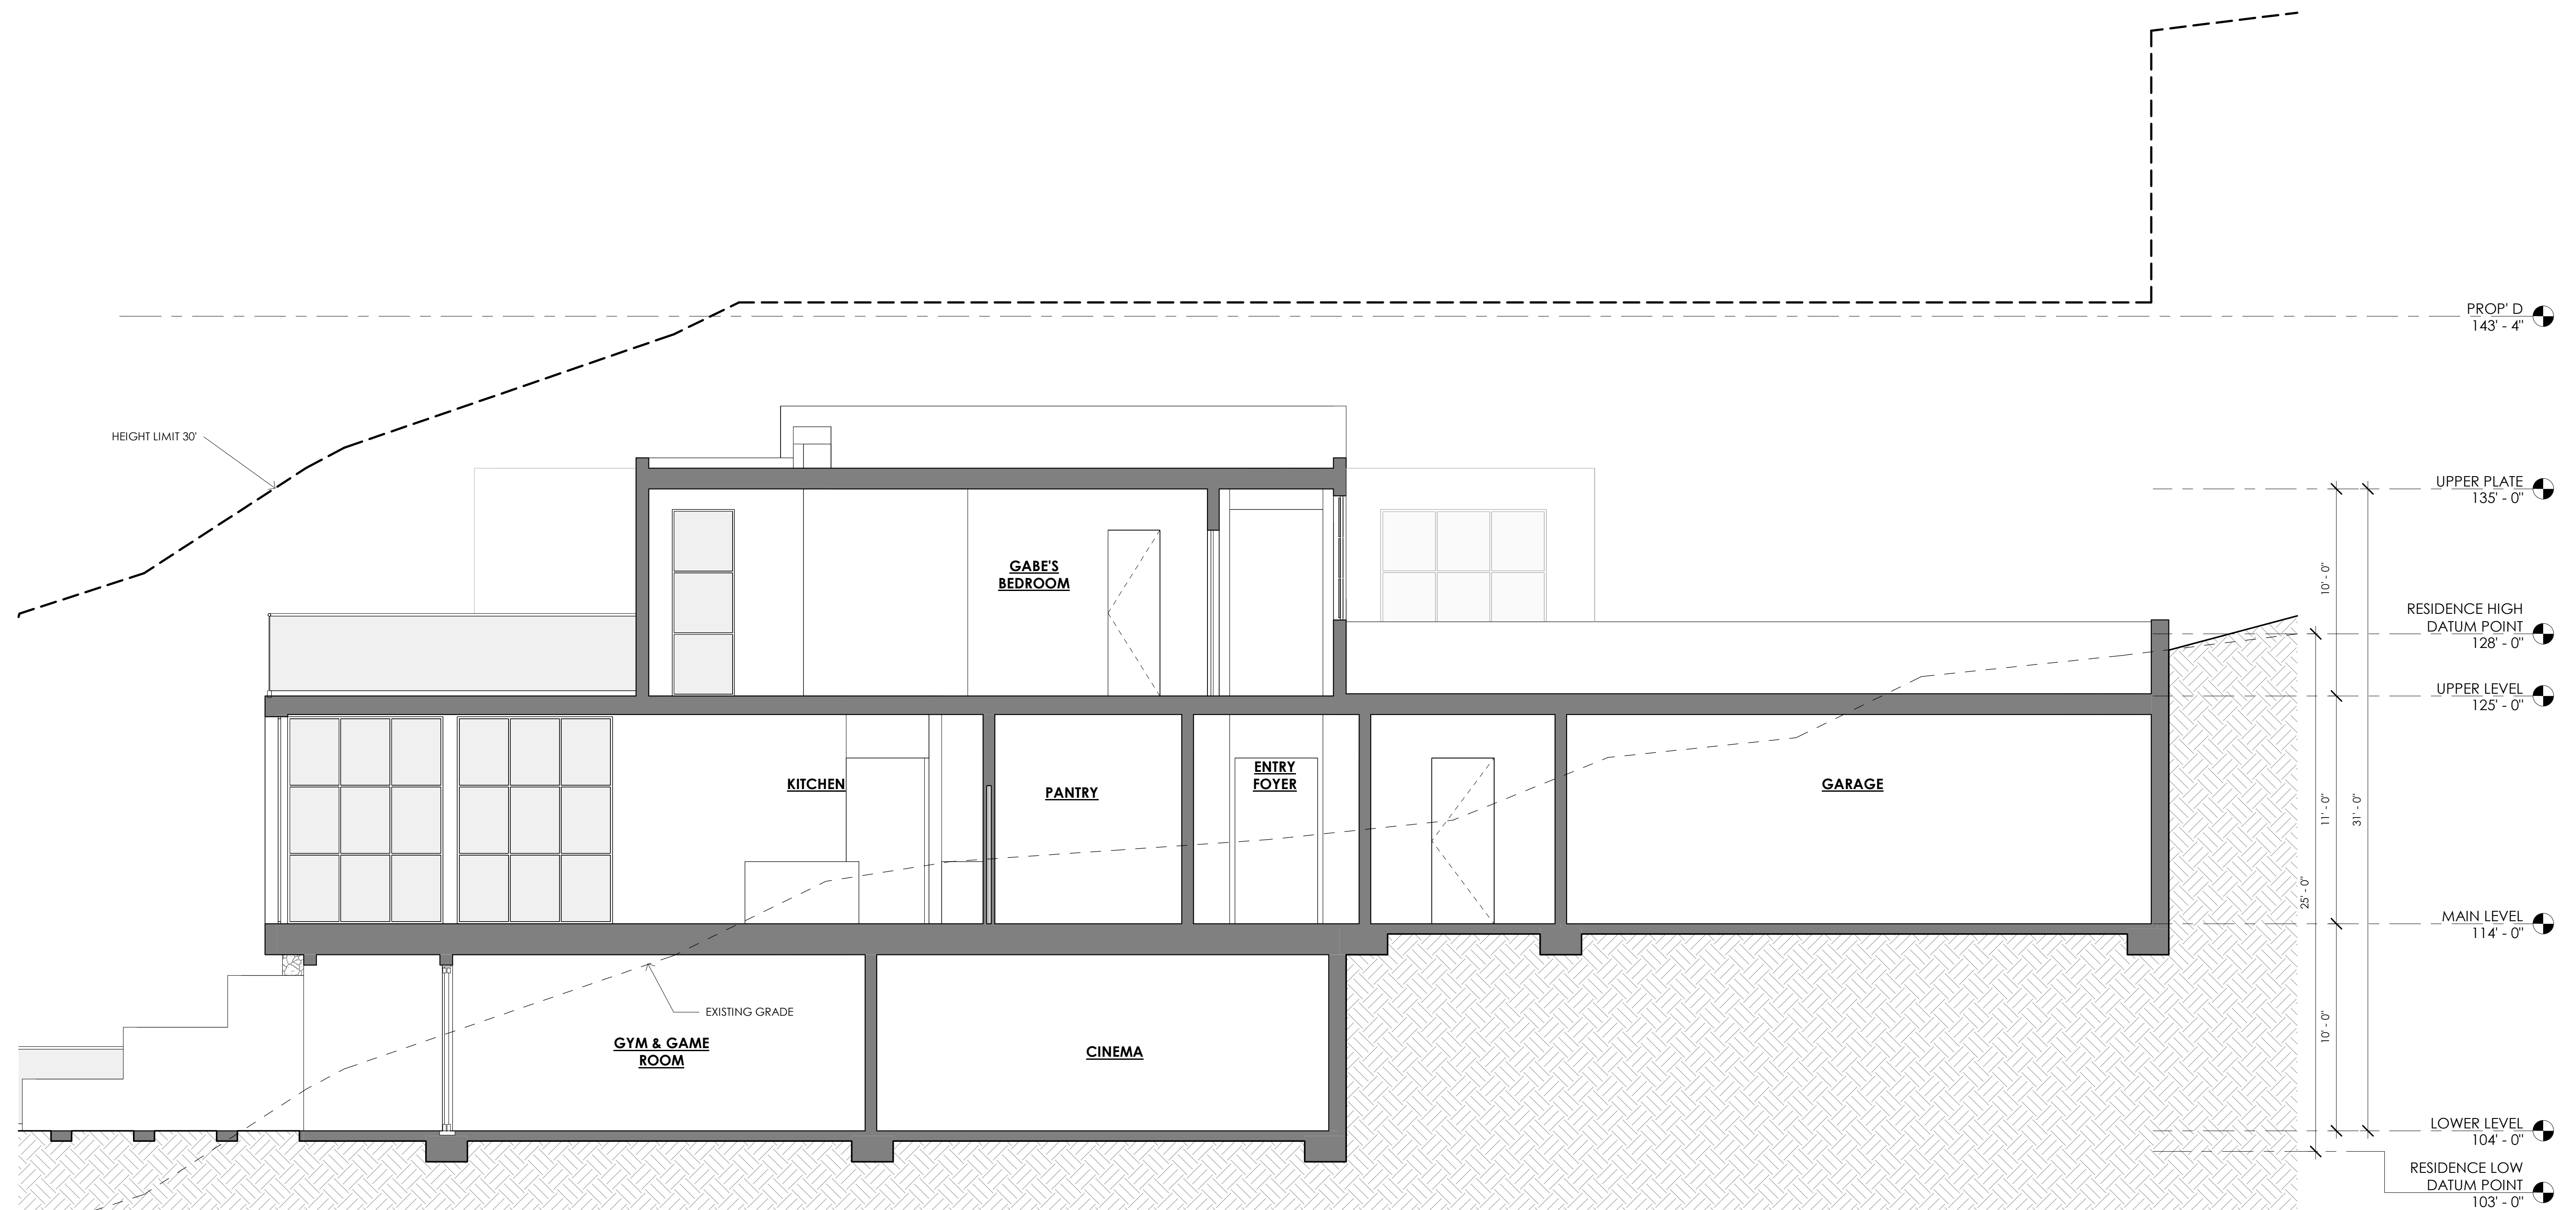 PROP' D
143' - 4"
HEIGHT LIMIT 30'
UPPER PLATE
135' - 0"
GABE'S
BEDROOM
10' - 0"
RESIDENCE HIGH
DATUM POINT
128' - 0"
UPPER LEVEL
125' - 0"
KITCHEN
PANTRY
ENTRY
FOYER
GARAGE
11' - 0"
31' - 0"
25' - 0"
MAIN LEVEL
114' - 0"
EXISTING GRADE
GYM & GAME
ROOM
CINEMA
10' - 0"
LOWER LEVEL
104' - 0"
RESIDENCE LOW
DATUM POINT
103' - 0"